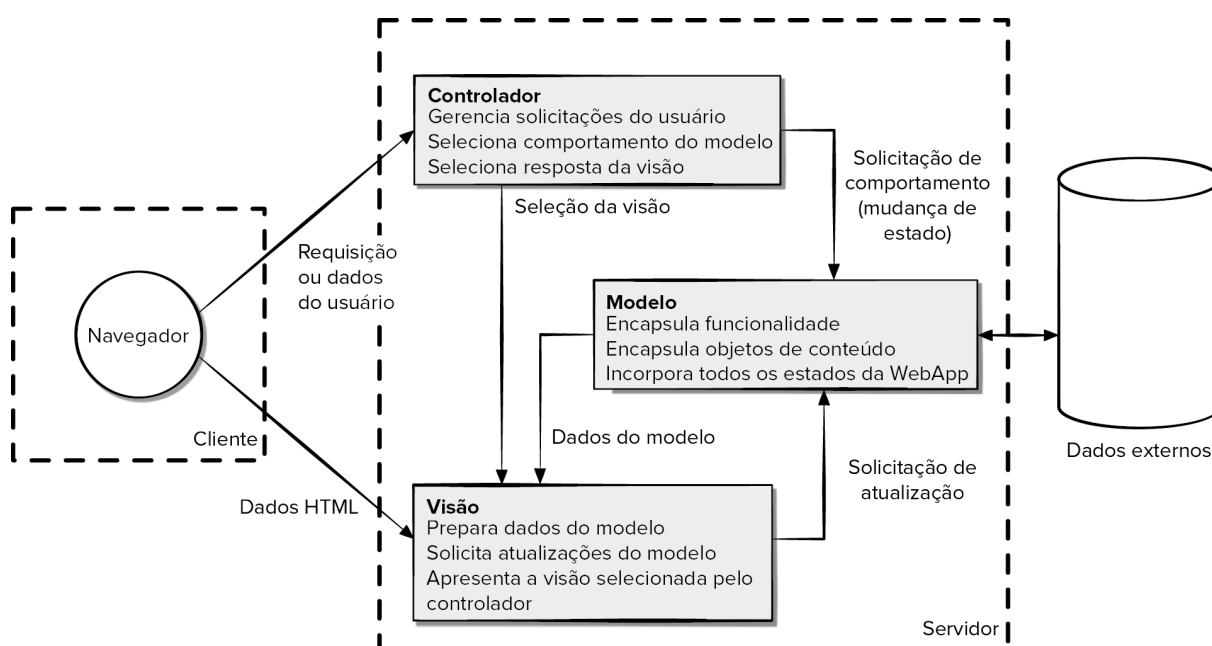 Controlador
Gerencia solicitações do usuário
Seleciona comportamento do modelo
Seleciona resposta da visão
Seleção da visão
Solicitação de
comportamento
(mudança de
estado)
Requisição
ou dados
do usuário
Navegador
Cliente
Modelo
Encapsula funcionalidade
Encapsula objetos de conteúdo
Incorpora todos os estados da WebApp
Dados externos
Dados do modelo
Solicitação de
atualização
Dados HTML
Visão
Prepara dados do modelo
Solicita atualizações do modelo
Apresenta a visão selecionada pelo
controlador
Servidor